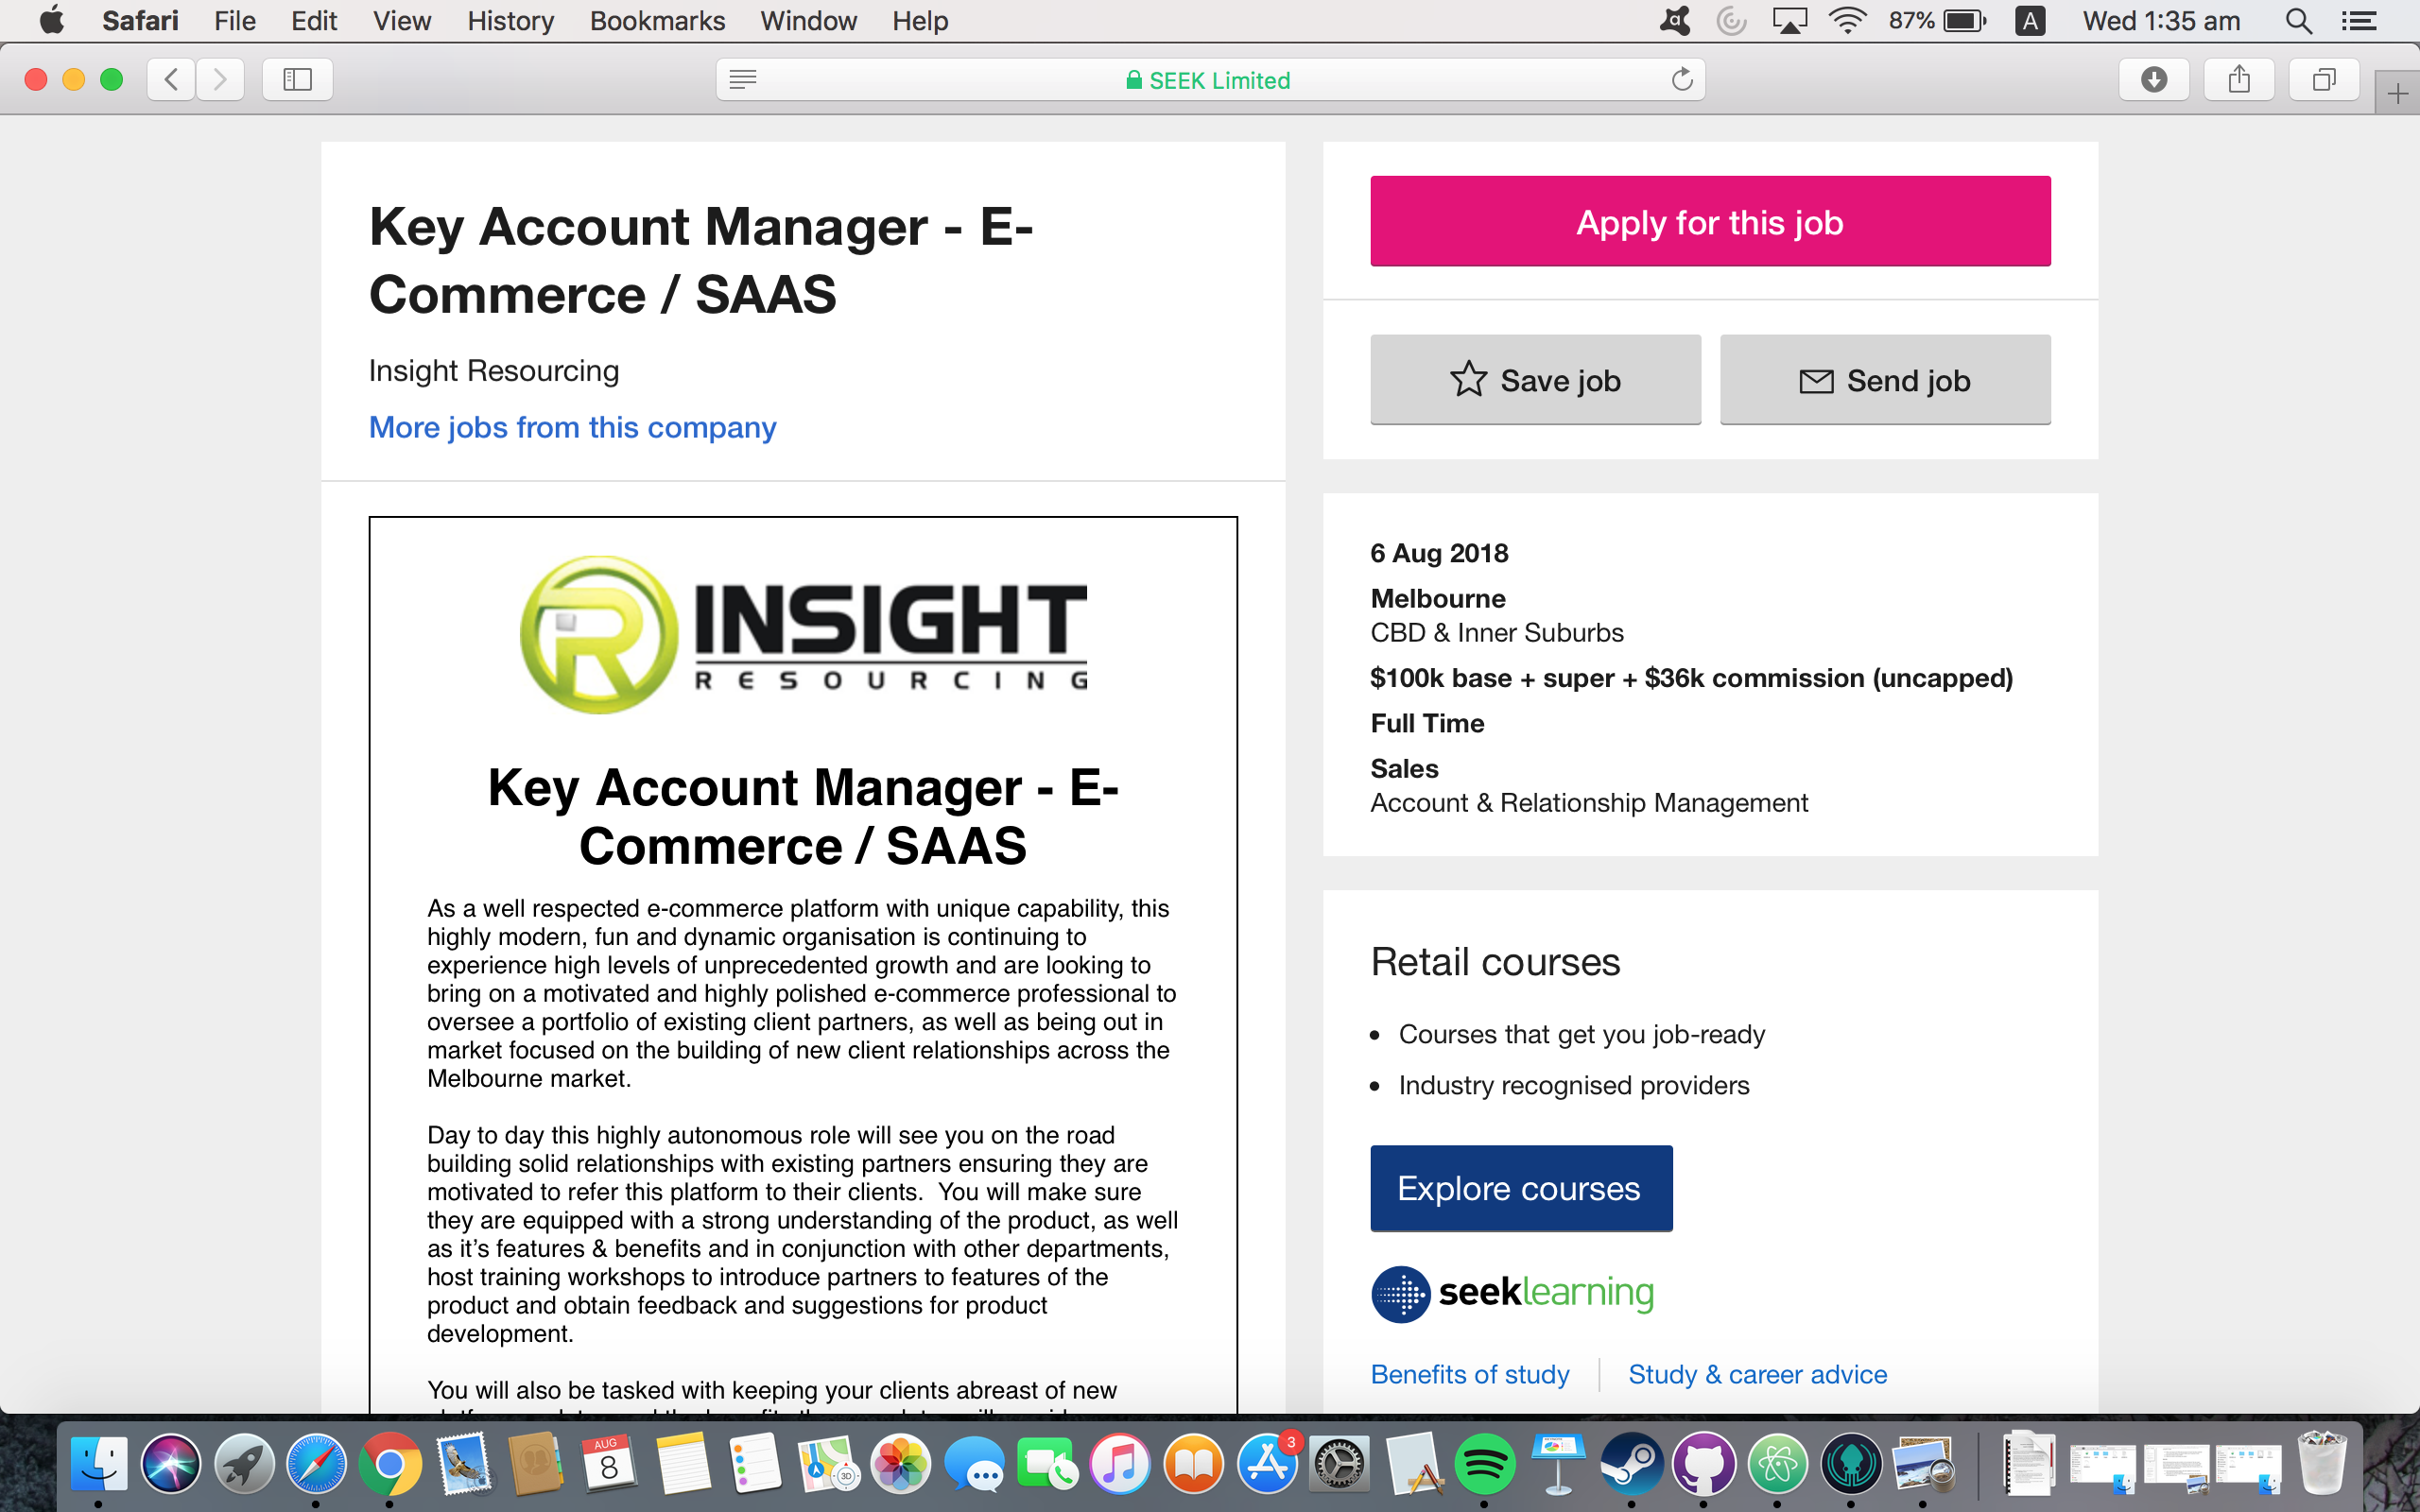 Safari File Edit View History Bookmarks Window Help 87% A Wed 1:35 am
SEEK Limited
Key Account Manager - E-
Commerce / SAAS
Insight Resourcing
More jobs from this company
R INSIGHT
RESOURCING
Key Account Manager - E-
Commerce / SAAS
As a well respected e-commerce platform with unique capability, this
highly modern, fun and dynamic organisation is continuing to
experience high levels of unprecedented growth and are looking to
bring on a motivated and highly polished e-commerce professional to
oversee a portfolio of existing client partners, as well as being out in
market focused on the building of new client relationships across the
Melbourne market.
Day to day this highly autonomous role will see you on the road
building solid relationships with existing partners ensuring they are
motivated to refer this platform to their clients.  You will make sure
they are equipped with a strong understanding of the product, as well
as it’s features & benefits and in conjunction with other departments,
host training workshops to introduce partners to features of the
product and obtain feedback and suggestions for product
development.
You will also be tasked with keeping your clients abreast of new
Apply for this job
Save job
Send job
6 Aug 2018
Melbourne
CBD & Inner Suburbs
$100k base + super + $36k commission (uncapped)
Full Time
Sales
Account & Relationship Management
Retail courses
• Courses that get you job-ready
• Industry recognised providers
Explore courses
seeklearning
Benefits of study
Study & career advice
AUG
8
3D
3